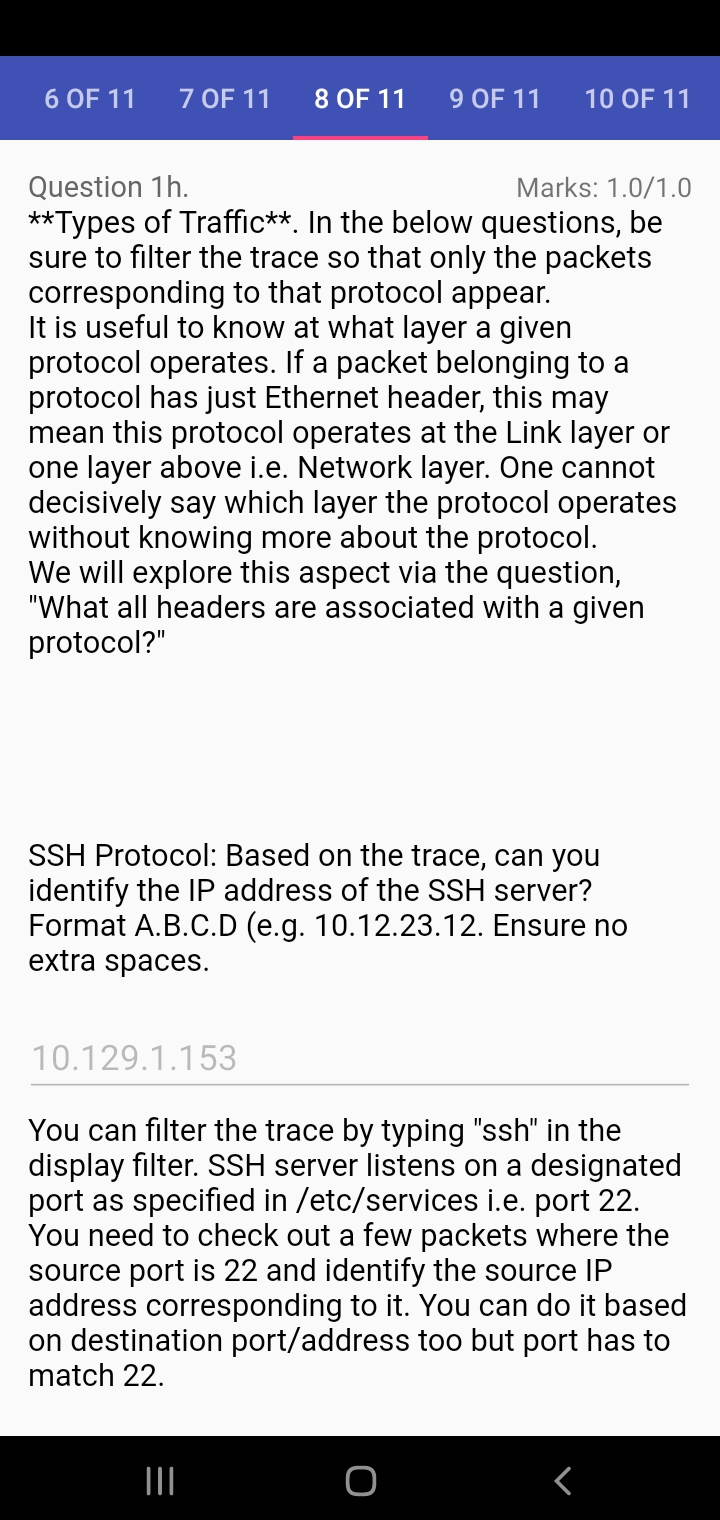 6 OF 11 7 OF 11 8 OF 11 9 OF 11 10 OF 11
Question 1h. Marks: 1.0/1.0
**Types of Traffic**. In the below questions, be
sure to filter the trace so that only the packets
corresponding to that protocol appear.
It is useful to know at what layer a given
protocol operates. If a packet belonging to a
protocol has just Ethernet header, this may
mean this protocol operates at the Link layer or
one layer above i.e. Network layer. One cannot
decisively say which layer the protocol operates
without knowing more about the protocol.
We will explore this aspect via the question,
"What all headers are associated with a given
protocol?"
SSH Protocol: Based on the trace, can you
identify the IP address of the SSH server?
Format A.B.C.D (e.g. 10.12.23.12. Ensure no
extra spaces.
10.129.1.153
You can filter the trace by typing "ssh" in the
display filter. SSH server listens on a designated
port as specified in /etc/services i.e. port 22.
You need to check out a few packets where the
source port is 22 and identify the source IP
address corresponding to it. You can do it based
on destination port/address too but port has to
match 22.